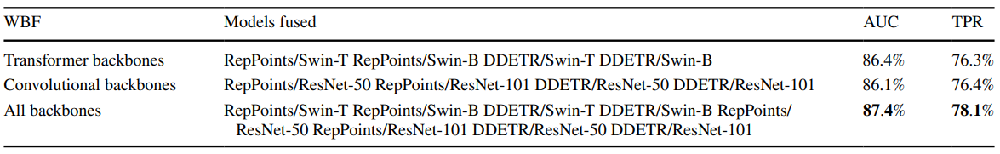 WBF Models fused AUC TPR
Transformer backbones RepPoints/Swin-T RepPoints/Swin-B DDETR/Swin-T DDETR/Swin-B 86.4% 76.3%
Convolutional backbones RepPoints/ResNet-50 RepPoints/ResNet-101 DDETR/ResNet-50 DDETR/ResNet-101 86.1% 76.4%
All backbones RepPoints/Swin-T RepPoints/Swin-B DDETR/Swin-T DDETR/Swin-B RepPoints/ 87.4% 78.1%
ResNet-50 RepPoints/ResNet-101 DDETR/ResNet-50 DDETR/ResNet-101